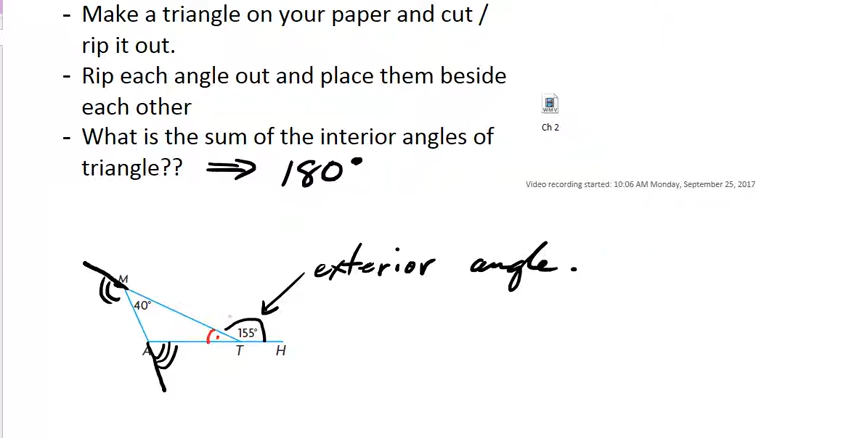 - Make a triangle on your paper and cut /
rip it out.
- Rip each angle out and place them beside
each other
- What is the sum of the interior angles of
triangle?? ⇒ 180°
WMV
Ch 2
Video recording started: 10:06 AM Monday, September 25, 2017
exterior angle.
M
40°
155°
A
T
H